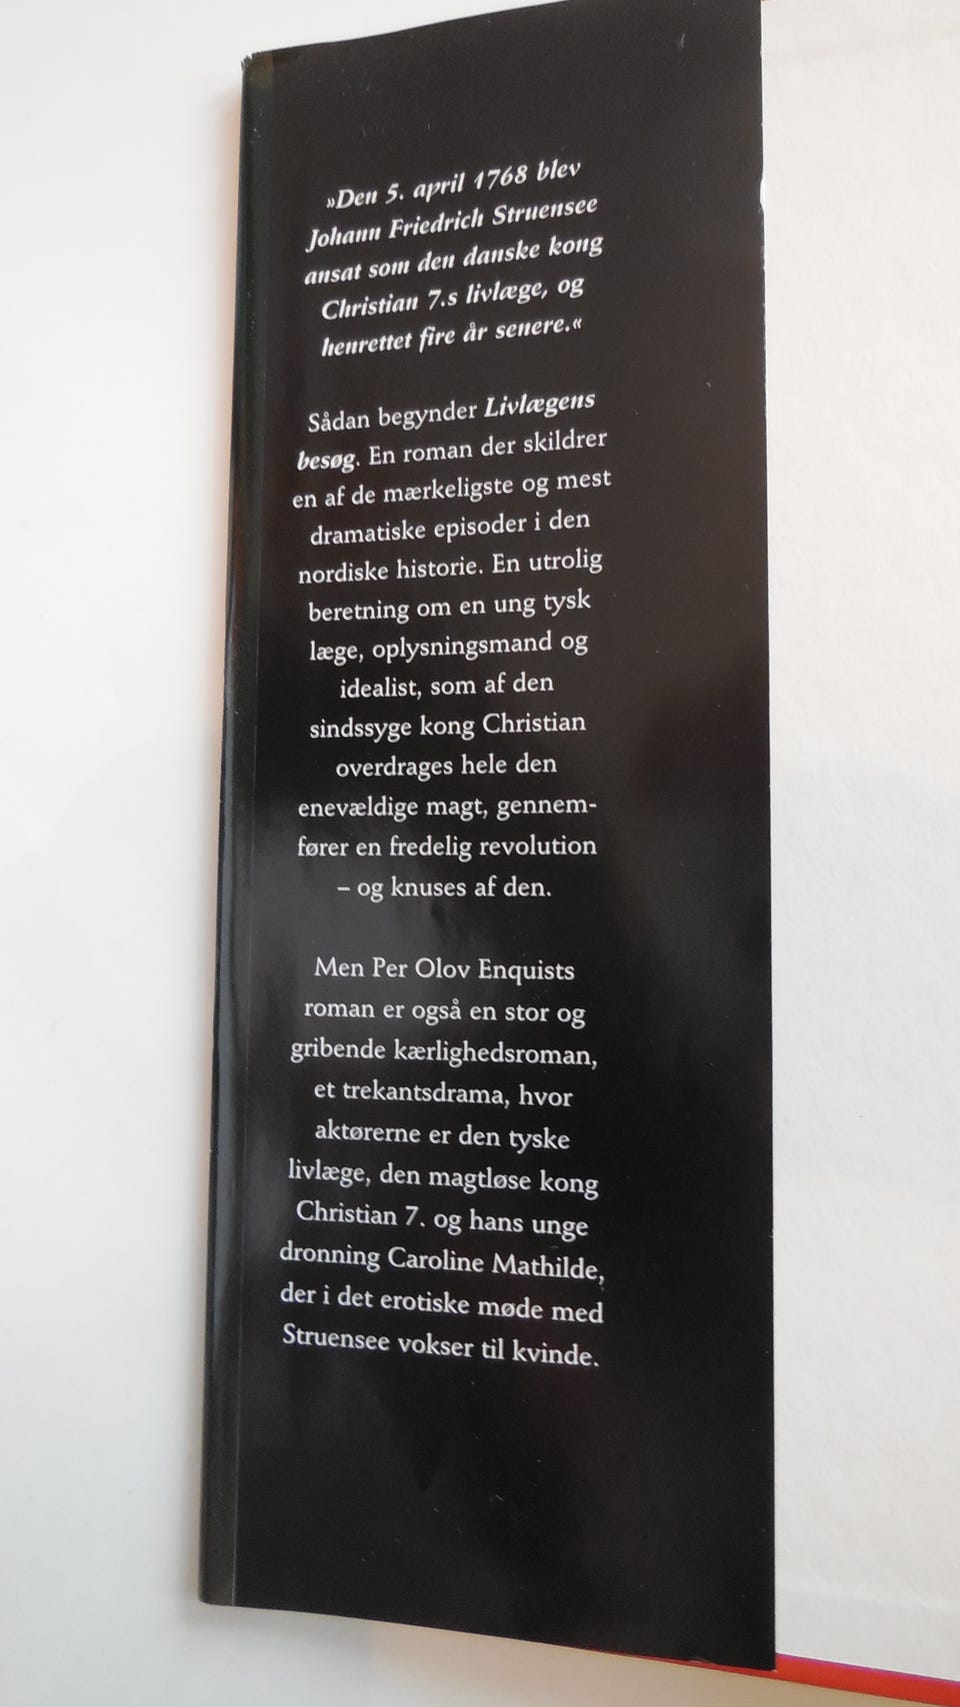 »Den 5. april 1768 blev
Johann Friedrich Struensee
ansat som den danske kong
Christian 7.s livlæge, og
henrettet fire år senere.«
Sådan begynder Livlægens
besøg. En roman der skildrer
en af de mærkeligste og mest
dramatiske episoder i den
nordiske historie. En utrolig
beretning om en ung tysk
læge, oplysningsmand og
idealist, som af den
sindssyge kong Christian
overdrages hele den
enevældige magt, gennem-
fører en fredelig revolution
– og knuses af den.
Men Per Olov Enquists
roman er også en stor og
gribende kærlighedsroman,
et trekantsdrama, hvor
aktørerne er den tyske
livlæge, den magtløse kong
Christian 7. og hans unge
dronning Caroline Mathilde,
der i det erotiske møde med
Struensee vokser til kvinde.